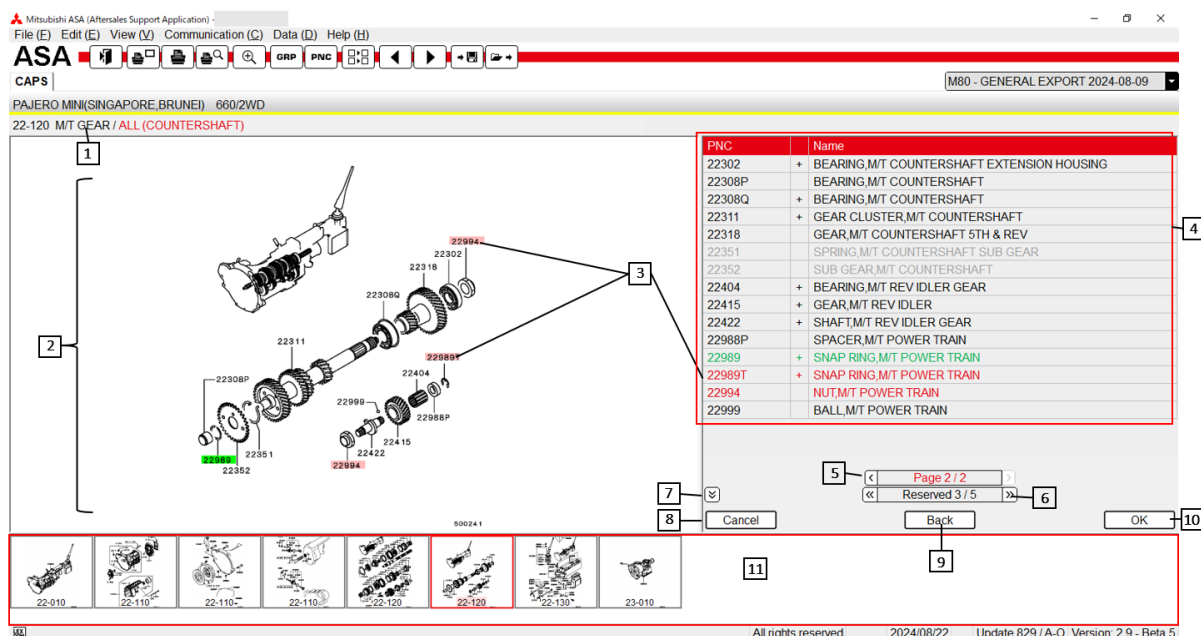 Mitsubishi ASA (Aftersales Support Application) -
File (F) Edit (E) View (V) Communication (C) Data (D) Help (H)
ASA GRP PNC
CAPS M80 - GENERAL EXPORT 2024-08-09
PAJERO MINI(SINGAPORE,BRUNEI) 660/2WD
22-120 M/T GEAR / ALL (COUNTERSHAFT)
1
2
3
22994
22302
22318
22308Q
22311
22989T
22404
22308P
22999
22988P
22415
22422
22351
22989
22352
22994
500241
PNC Name
22302 + BEARING,M/T COUNTERSHAFT EXTENSION HOUSING
22308P BEARING,M/T COUNTERSHAFT
22308Q + BEARING,M/T COUNTERSHAFT
22311 + GEAR CLUSTER,M/T COUNTERSHAFT
22318 GEAR,M/T COUNTERSHAFT 5TH & REV
22351 SPRING,M/T COUNTERSHAFT SUB GEAR
22352 SUB GEAR,M/T COUNTERSHAFT
22404 + BEARING,M/T REV IDLER GEAR
22415 + GEAR,M/T REV IDLER
22422 + SHAFT,M/T REV IDLER GEAR
22988P SPACER,M/T POWER TRAIN
22989 + SNAP RING,M/T POWER TRAIN
22989T + SNAP RING,M/T POWER TRAIN
22994 NUT,M/T POWER TRAIN
22999 BALL,M/T POWER TRAIN
4
5 < Page 2 / 2 >
7 « Reserved 3 / 5 » 6
8 Cancel Back OK 10
9
11
22-010 22-110 22-110 22-110 22-120 22-120 22-130 23-010
All rights reserved 2024/08/22 Update 829 / A-O Version: 2.9 - Beta 5